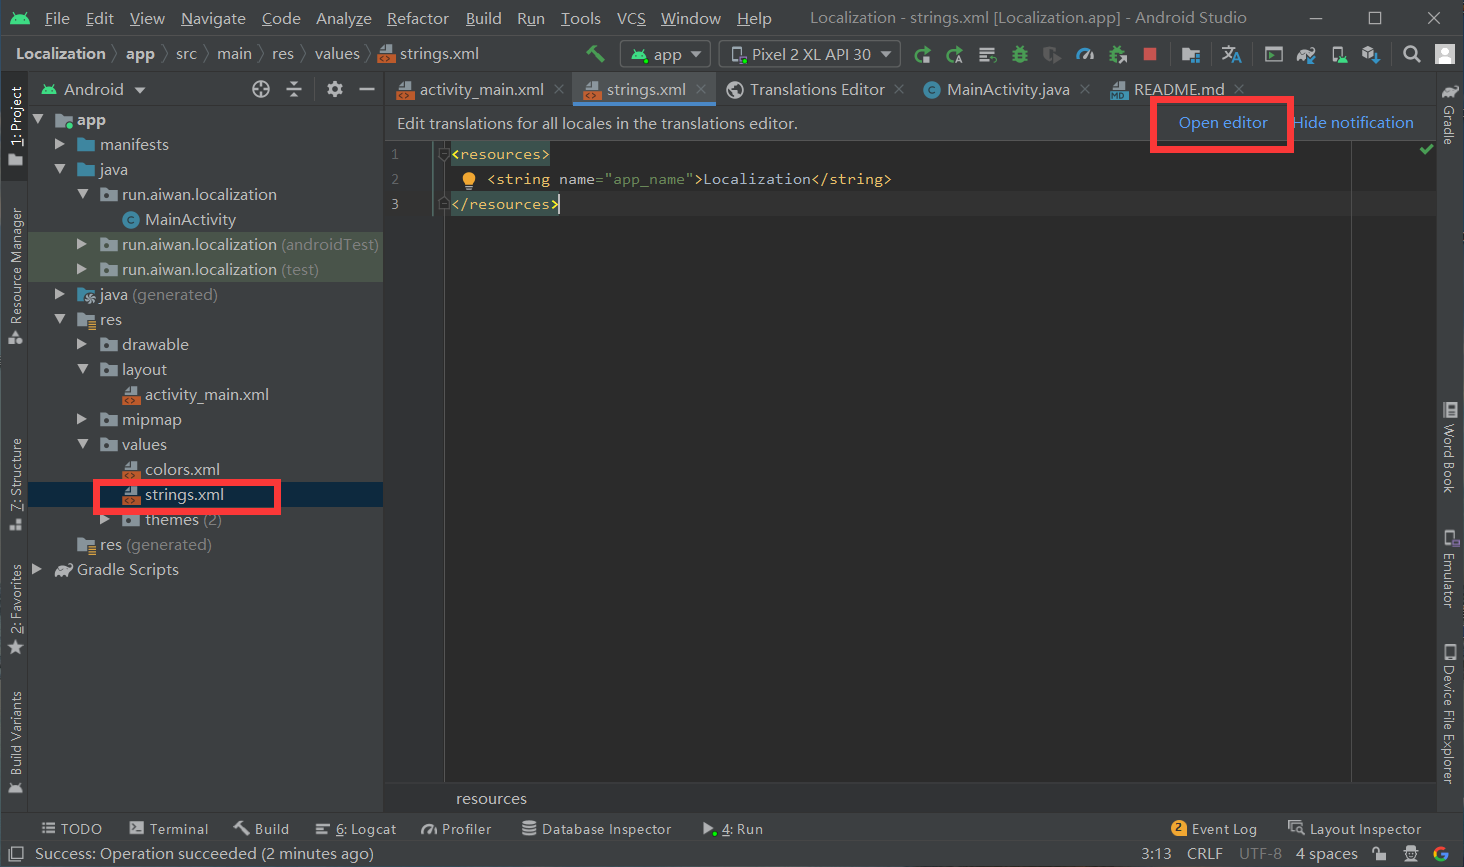 File Edit View Navigate Code Analyze Refactor Build Run Tools VCS Window Help Localization - strings.xml [Localization.app] - Android Studio
Localization app src main res values strings.xml app Pixel 2 XL API 30
Android activity_main.xml strings.xml Translations Editor MainActivity.java README.md
Edit translations for all locales in the translations editor. Open editor Hide notification
1: Project
Resource Manager
7: Structure
2: Favorites
Build Variants
app
manifests
java
run.aiwan.localization
MainActivity
run.aiwan.localization (androidTest)
run.aiwan.localization (test)
java (generated)
res
drawable
layout
activity_main.xml
mipmap
values
colors.xml
strings.xml
themes (2)
res (generated)
Gradle Scripts
1 <resources>
2 <string name="app_name">Localization</string>
3 </resources>
Gradle
Word Book
Emulator
Device File Explorer
resources
TODO Terminal Build 6: Logcat Profiler Database Inspector 4: Run 2 Event Log Layout Inspector
Success: Operation succeeded (2 minutes ago) 3:13 CRLF UTF-8 4 spaces